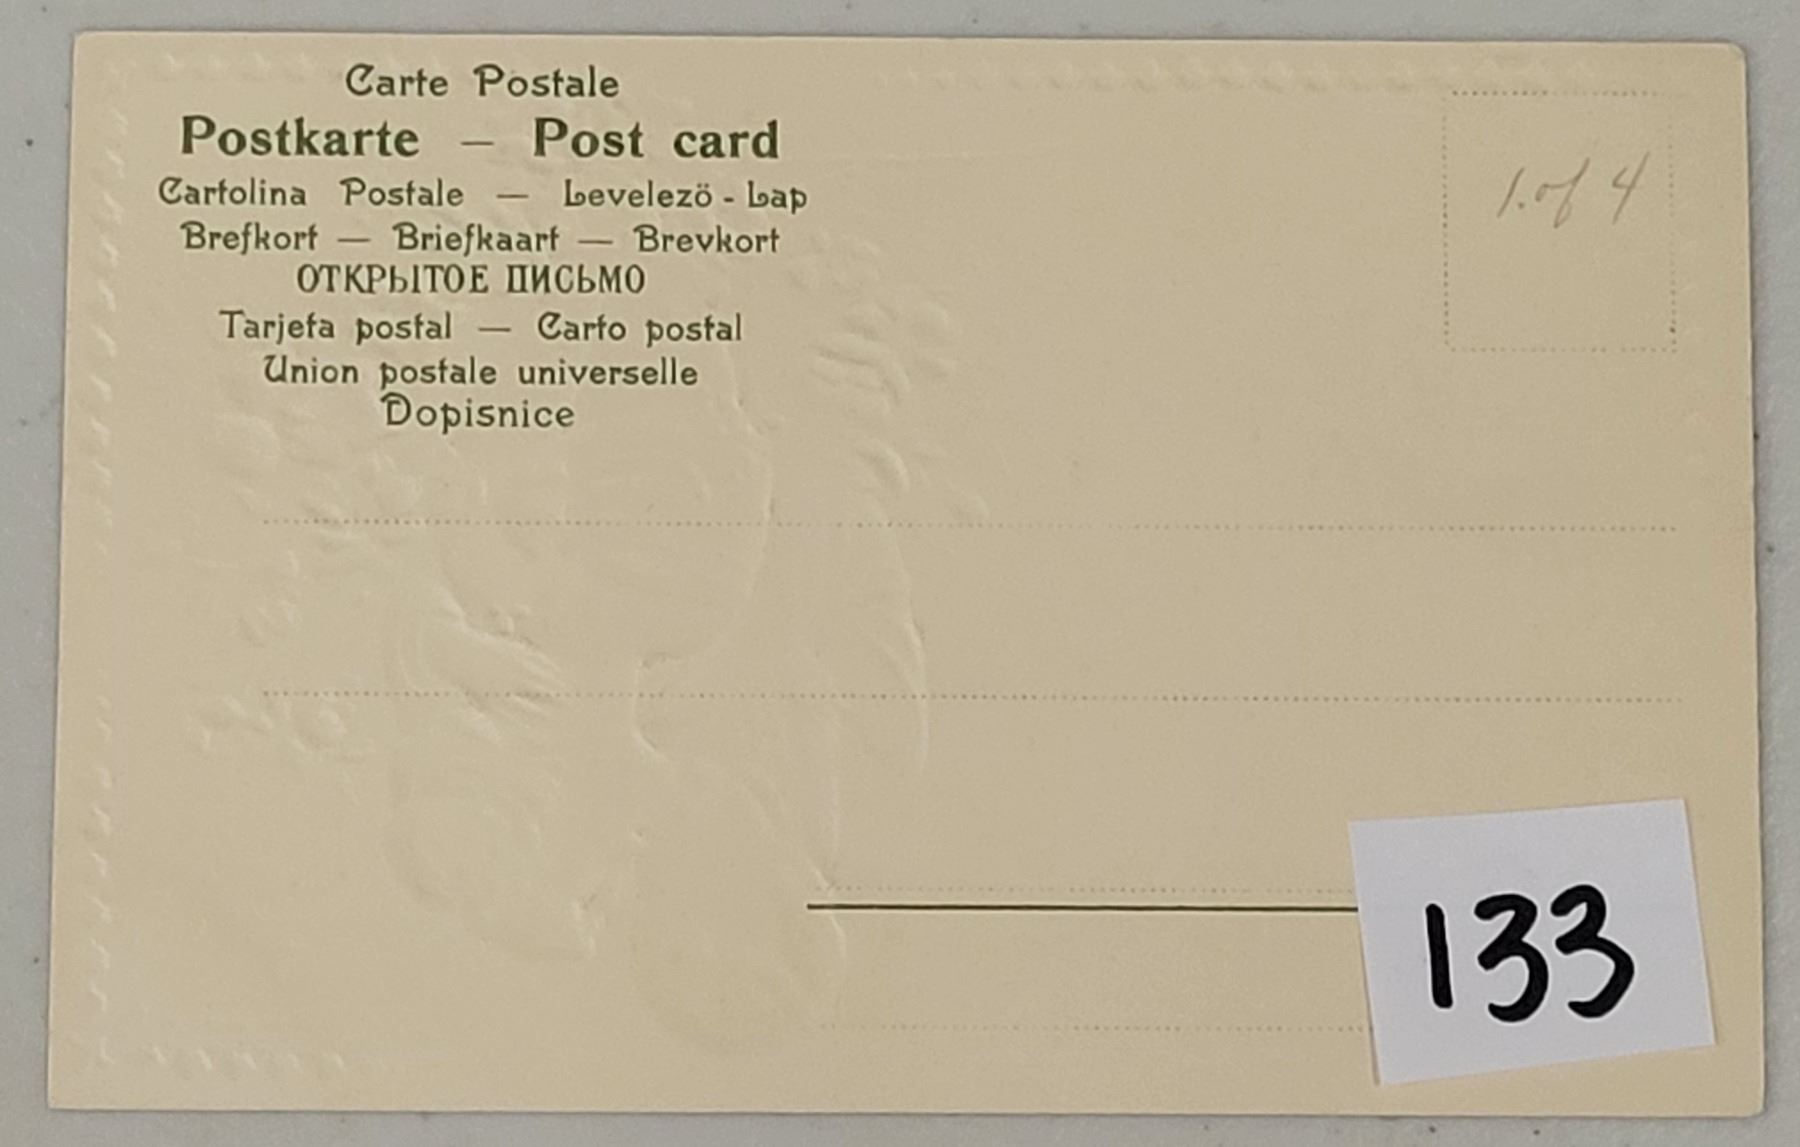 Carte Postale
Postkarte — Post card
Cartolina Postale — Levelezö-Lap
Brefkort — Briefkaart — Brevkort
ОТКРЫТОЕ ПИСЬМО
Tarjeta postal — Carto postal
Union postale universelle
Dopisnice
1. of 4
133